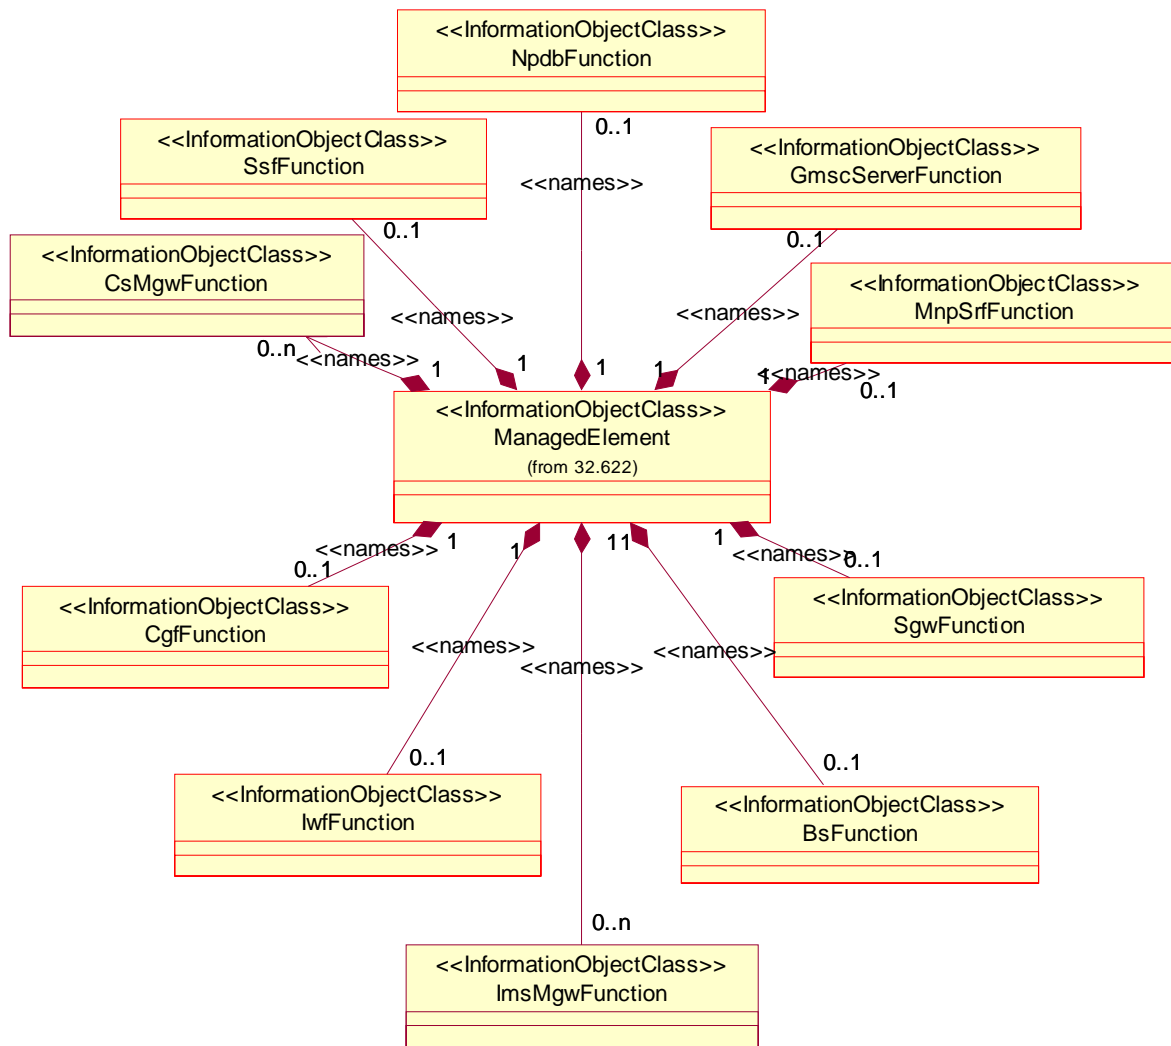 <<InformationObjectClass>>
NpdbFunction
0..1
<<names>>
1
<<InformationObjectClass>>
SsfFunction
0..1
<<names>>
1
<<InformationObjectClass>>
GmscServerFunction
0..1
<<names>>
1
<<InformationObjectClass>>
CsMgwFunction
0..n
<<names>>
1
<<InformationObjectClass>>
MnpSrfFunction
0..1
<<names>>
1
<<InformationObjectClass>>
ManagedElement
(from 32.622)
<<names>>
1
0..1
<<InformationObjectClass>>
CgfFunction
1
<<names>>
0..1
<<InformationObjectClass>>
IwfFunction
1
<<names>>
0..n
<<InformationObjectClass>>
ImsMgwFunction
1
<<names>>
0..1
<<InformationObjectClass>>
BsFunction
1
<<names>>
0..1
<<InformationObjectClass>>
SgwFunction